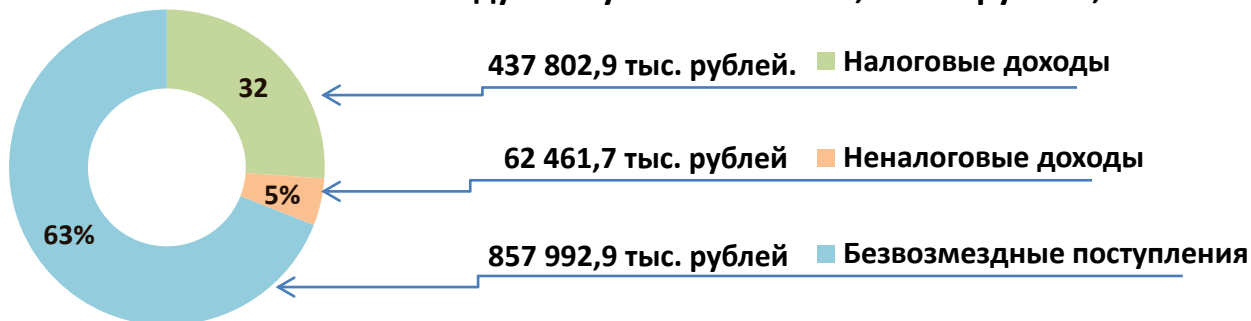 32
437 802,9 тыс. рублей. Налоговые доходы
62 461,7 тыс. рублей Неналоговые доходы
5%
63%
857 992,9 тыс. рублей Безвозмездные поступления